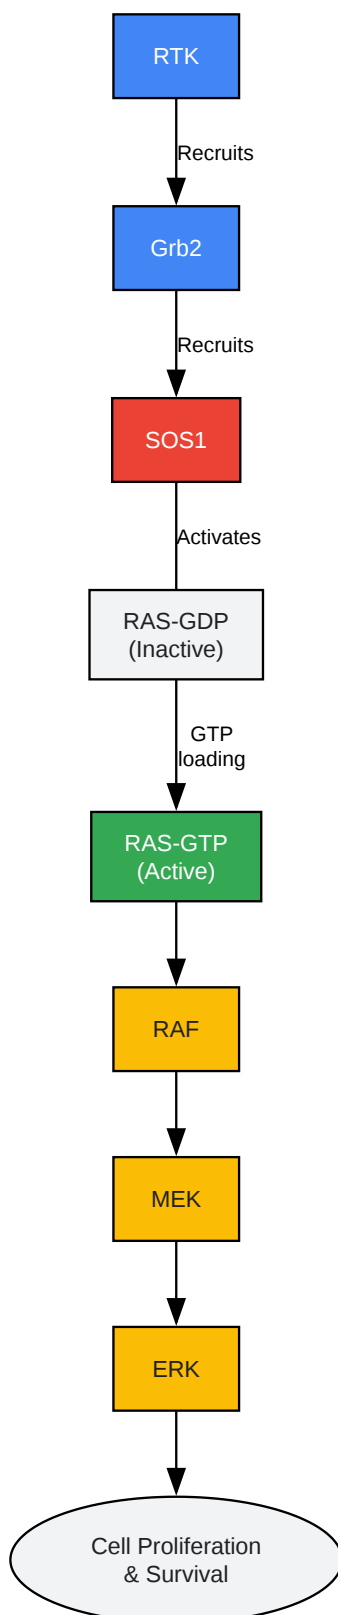 RTK
Recruits
Grb2
Recruits
SOS1
Activates
RAS-GDP
(Inactive)
GTP
loading
RAS-GTP
(Active)
RAF
MEK
ERK
Cell Proliferation
& Survival